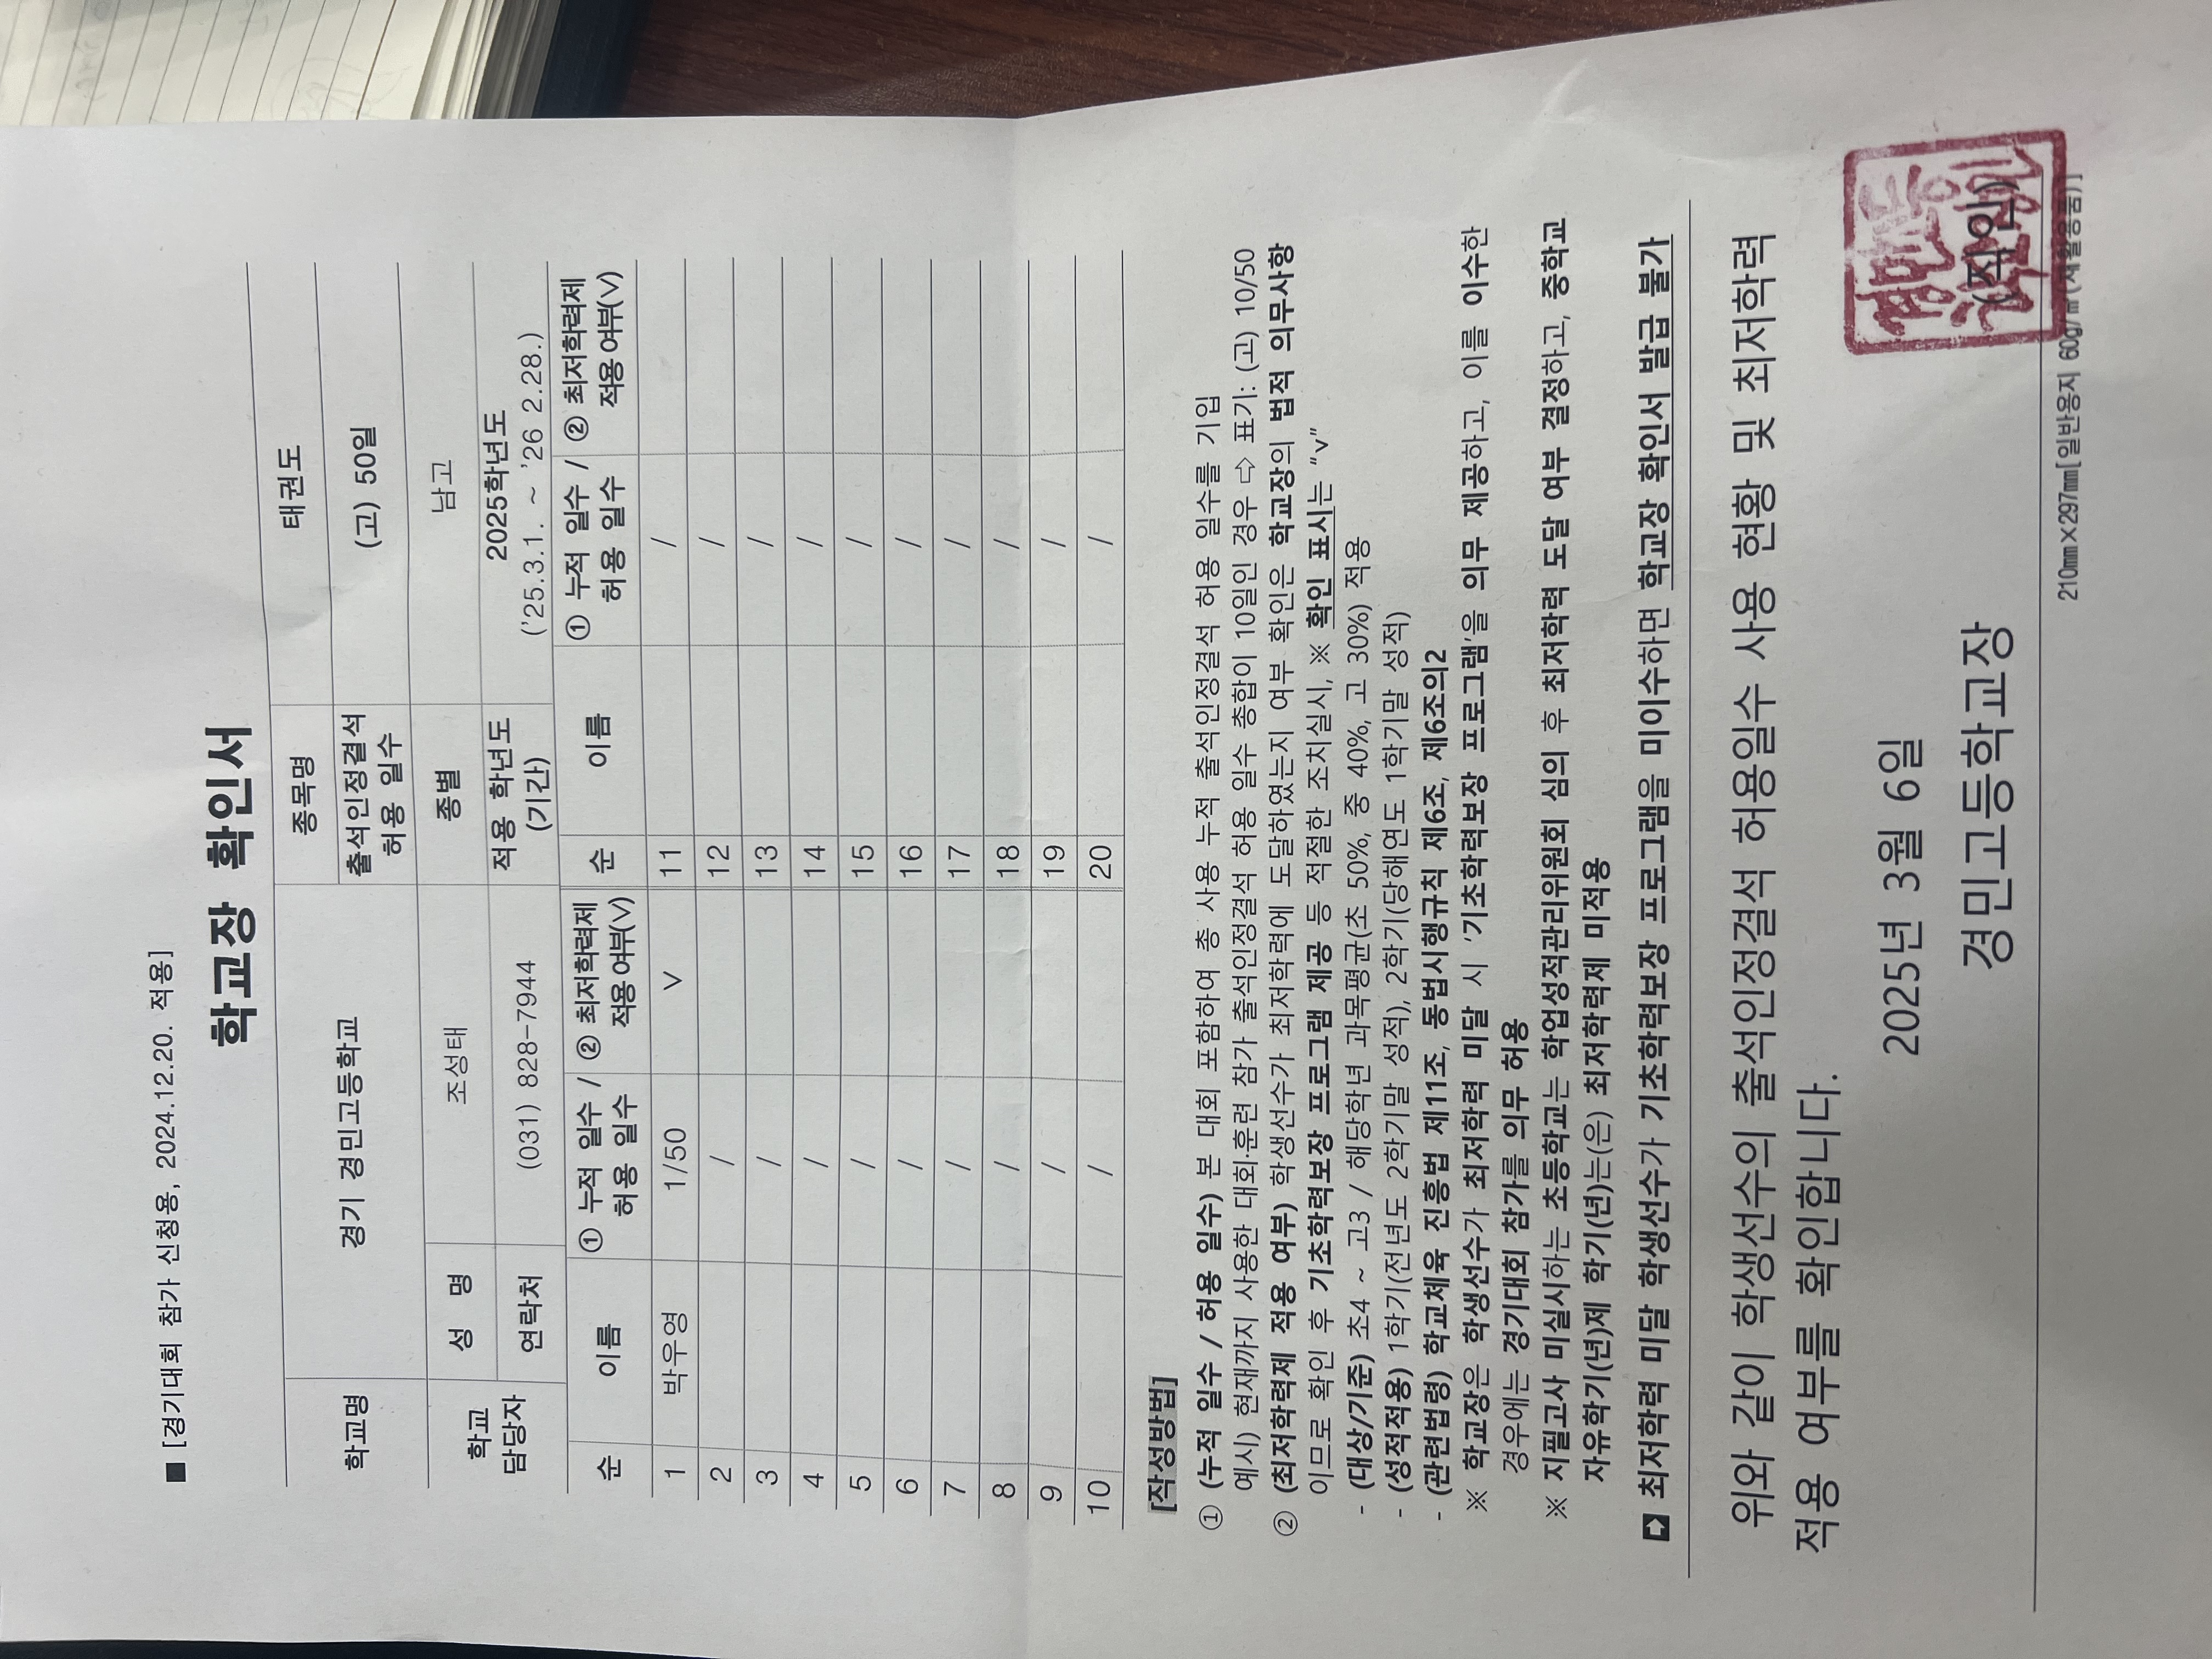 ■ [경기대회 참가 신청용, 2024.12.20. 적용]
학교장 확인서
학교명 경기 경민고등학교 종목명 태권도
출석인정결석 허용 일수 (고) 50일
학교 담당자 성 명 조성태 종별 남고
연락처 (031) 828-7944 적용 학년도 (기간) 2025학년도 ('25.3.1. ~ '26 2.28.)
순 이름 ① 누적 일수 / 허용 일수 ② 최저학력제 적용 여부(V) 순 이름 ① 누적 일수 / 허용 일수 ② 최저학력제 적용 여부(V)
1 박우영 1/50 V 11 /
2 / 12 /
3 / 13 /
4 / 14 /
5 / 15 /
6 / 16 /
7 / 17 /
8 / 18 /
9 / 19 /
10 / 20 /
[작성방법]
① (누적 일수 / 허용 일수) 본 대회 포함하여 총 사용 누적 출석인정결석 허용 일수를 기입
예시) 현재까지 사용한 대회·훈련 참가 출석인정결석 허용 일수 총합이 10일인 경우 ⇨ 표기: (고) 10/50
② (최저학력제 적용 여부) 학생선수가 최저학력에 도달하였는지 여부 확인은 학교장의 법적 의무사항
이므로 확인 후 기초학력보장 프로그램 제공 등 적절한 조치실시, ※ 확인 표시는 “v”
- (대상/기준) 초4 ~ 고3 / 해당학년 과목평균(초 50%, 중 40%, 고 30%) 적용
- (성적적용) 1학기(전년도 2학기말 성적), 2학기(당해연도 1학기말 성적)
- (관련법령) 학교체육 진흥법 제11조, 동법시행규칙 제6조, 제6조의2
※ 학교장은 학생선수가 최저학력 미달 시 '기초학력보장 프로그램'을 의무 제공하고, 이를 이수한
경우에는 경기대회 참가를 의무 허용
※ 지필고사 미실시하는 초등학교는 학업성적관리위원회 심의 후 최저학력 도달 여부 결정하고, 중학교
자유학기(년)제 학기(년)는(은) 최저학력제 미적용
➡ 최저학력 미달 학생선수가 기초학력보장 프로그램을 미이수하면 학교장 확인서 발급 불가
위와 같이 학생선수의 출석인정결석 허용일수 사용 현황 및 최저학력
적용 여부를 확인합니다.
2025년 3월 6일
경민고등학교장 (직인)
210㎜×297㎜[일반용지 60g/㎡(재활용품)]